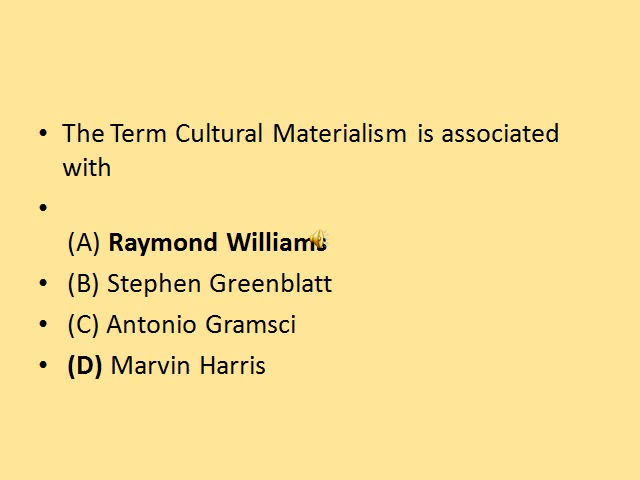 • The Term Cultural Materialism is associated
with
•
(A) Raymond Williams
• (B) Stephen Greenblatt
• (C) Antonio Gramsci
• (D) Marvin Harris